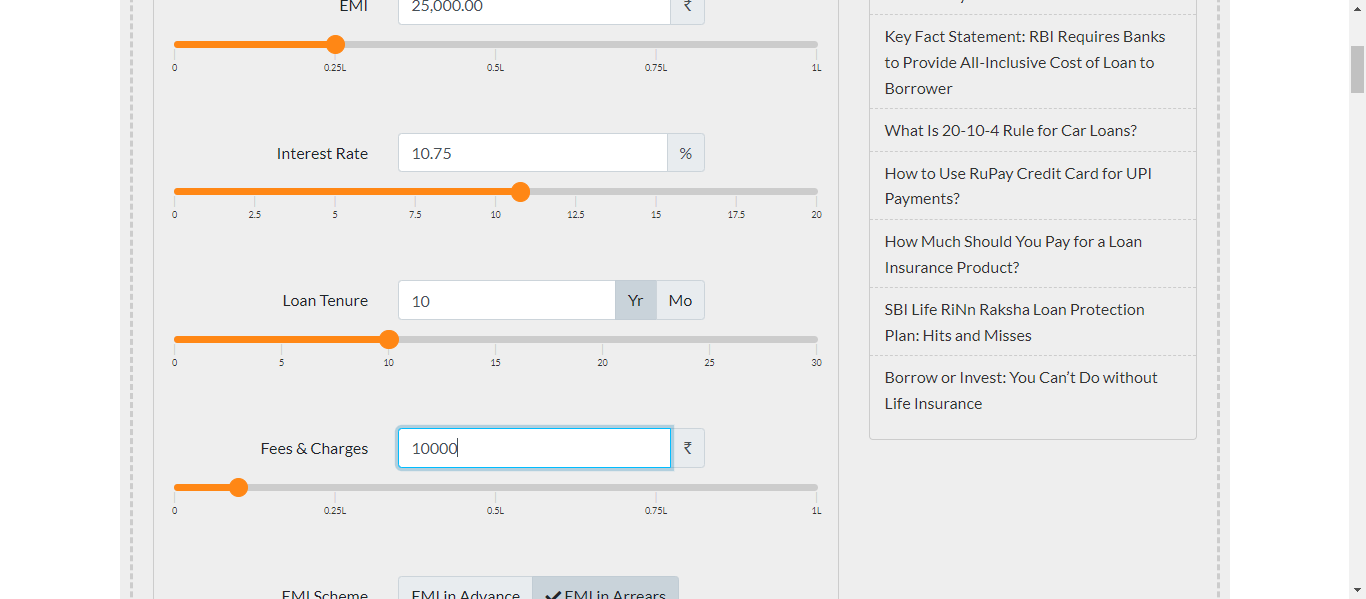 EMI
25,000.00
₹
0
0.25L
0.5L
0.75L
1L
Interest Rate
10.75
%
0
2.5
5
7.5
10
12.5
15
17.5
20
Loan Tenure
10
Yr
Mo
0
5
10
15
20
25
30
Fees & Charges
10000
₹
0
0.25L
0.5L
0.75L
1L
EMI Scheme
EMI in Advance
EMI in Arrears
Key Fact Statement: RBI Requires Banks
to Provide All-Inclusive Cost of Loan to
Borrower
What Is 20-10-4 Rule for Car Loans?
How to Use RuPay Credit Card for UPI
Payments?
How Much Should You Pay for a Loan
Insurance Product?
SBI Life RiNn Raksha Loan Protection
Plan: Hits and Misses
Borrow or Invest: You Can’t Do without
Life Insurance